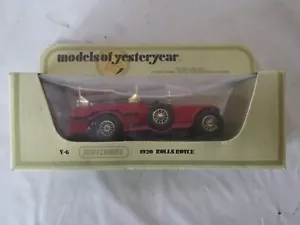 models of yesteryear
Y-6 MATCHBOX 1920 ROLLS ROYCE